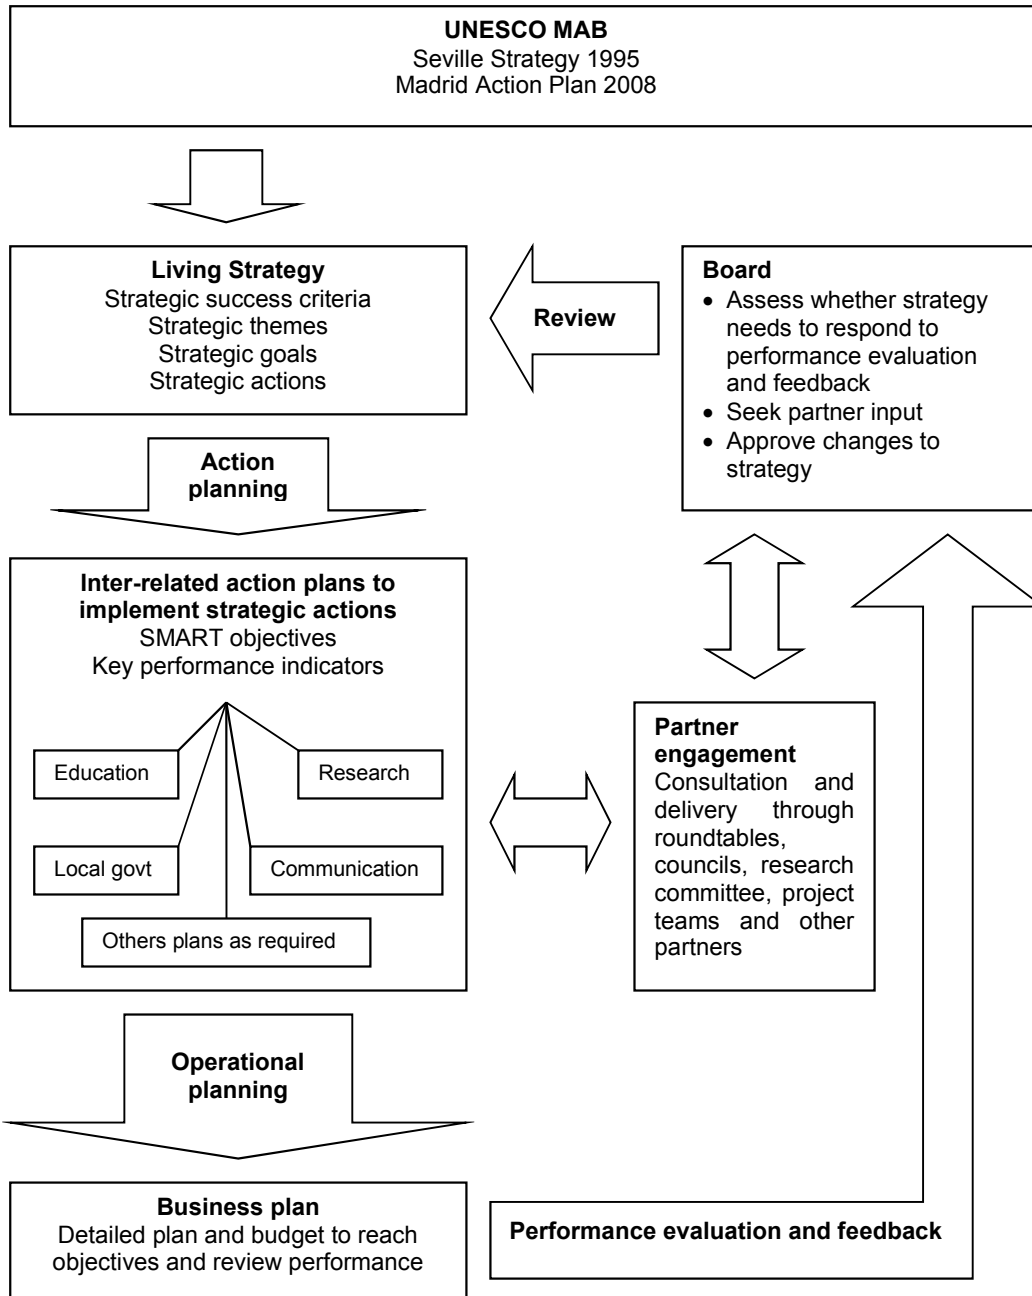 UNESCO MAB
Seville Strategy 1995
Madrid Action Plan 2008
Living Strategy
Strategic success criteria
Strategic themes
Strategic goals
Strategic actions
Review
Board
• Assess whether strategy
needs to respond to
performance evaluation
and feedback
• Seek partner input
• Approve changes to
strategy
Action
planning
Inter-related action plans to
implement strategic actions
SMART objectives
Key performance indicators
Education
Research
Local govt
Communication
Others plans as required
Partner
engagement
Consultation and
delivery through
roundtables,
councils, research
committee, project
teams and other
partners
Operational
planning
Business plan
Detailed plan and budget to reach
objectives and review performance
Performance evaluation and feedback